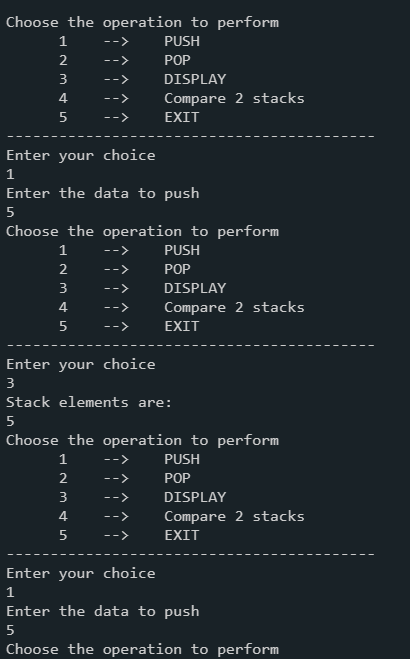 Choose the operation to perform
1 --> PUSH
2 --> POP
3 --> DISPLAY
4 --> Compare 2 stacks
5 --> EXIT
------------------------------------------
Enter your choice
1
Enter the data to push
5
Choose the operation to perform
1 --> PUSH
2 --> POP
3 --> DISPLAY
4 --> Compare 2 stacks
5 --> EXIT
------------------------------------------
Enter your choice
3
Stack elements are:
5
Choose the operation to perform
1 --> PUSH
2 --> POP
3 --> DISPLAY
4 --> Compare 2 stacks
5 --> EXIT
------------------------------------------
Enter your choice
1
Enter the data to push
5
Choose the operation to perform